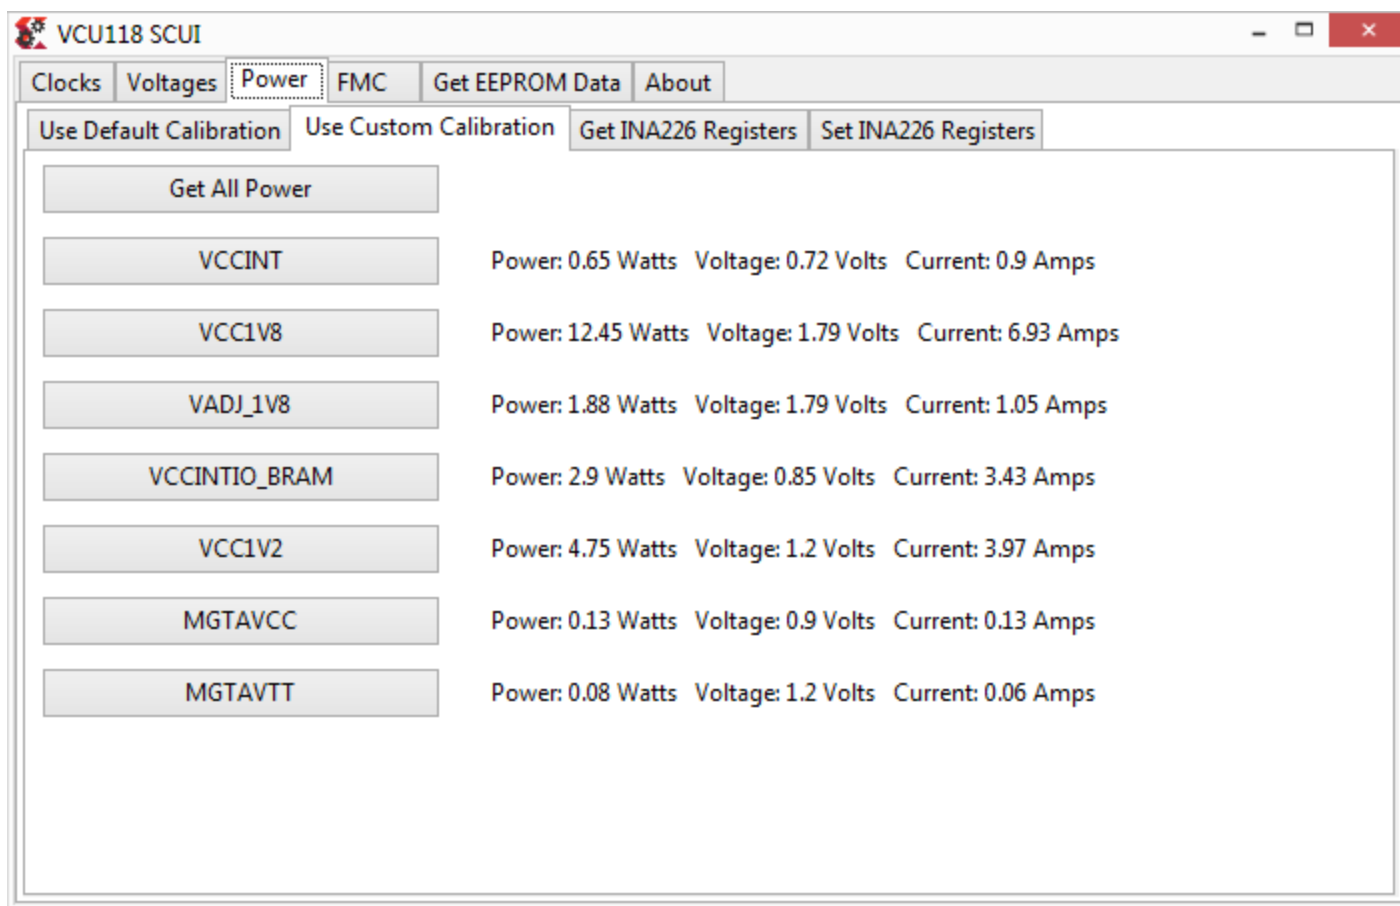 VCU118 SCUI
Clocks Voltages Power FMC Get EEPROM Data About
Use Default Calibration Use Custom Calibration Get INA226 Registers Set INA226 Registers
Get All Power
VCCINT Power: 0.65 Watts Voltage: 0.72 Volts Current: 0.9 Amps
VCC1V8 Power: 12.45 Watts Voltage: 1.79 Volts Current: 6.93 Amps
VADJ_1V8 Power: 1.88 Watts Voltage: 1.79 Volts Current: 1.05 Amps
VCCINTIO_BRAM Power: 2.9 Watts Voltage: 0.85 Volts Current: 3.43 Amps
VCC1V2 Power: 4.75 Watts Voltage: 1.2 Volts Current: 3.97 Amps
MGTAVCC Power: 0.13 Watts Voltage: 0.9 Volts Current: 0.13 Amps
MGTAVTT Power: 0.08 Watts Voltage: 1.2 Volts Current: 0.06 Amps